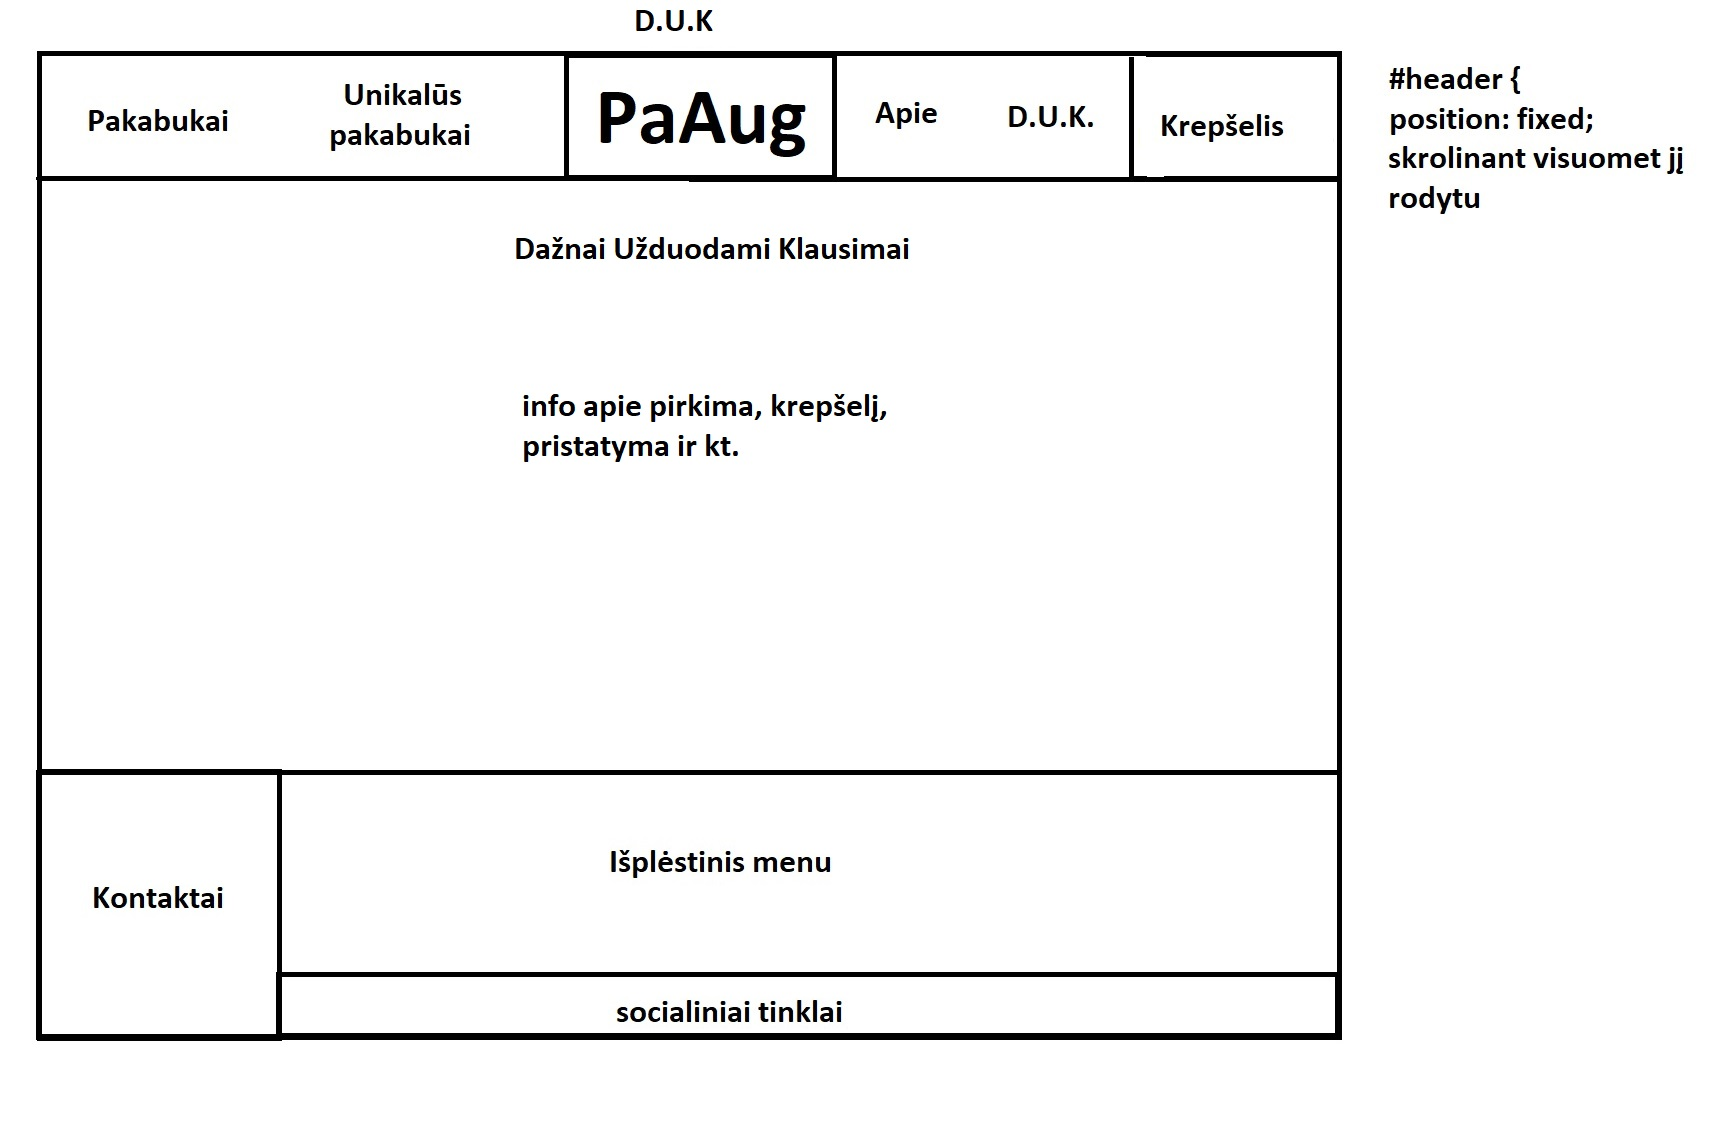 D.U.K
Pakabukai
Unikalūs
pakabukai
PaAug
Apie
D.U.K.
Krepšelis
#header {
position: fixed;
skrolinant visuomet jį
rodytu
Dažnai Užduodami Klausimai
info apie pirkima, krepšelį,
pristatyma ir kt.
Kontaktai
Išplėstinis menu
socialiniai tinklai